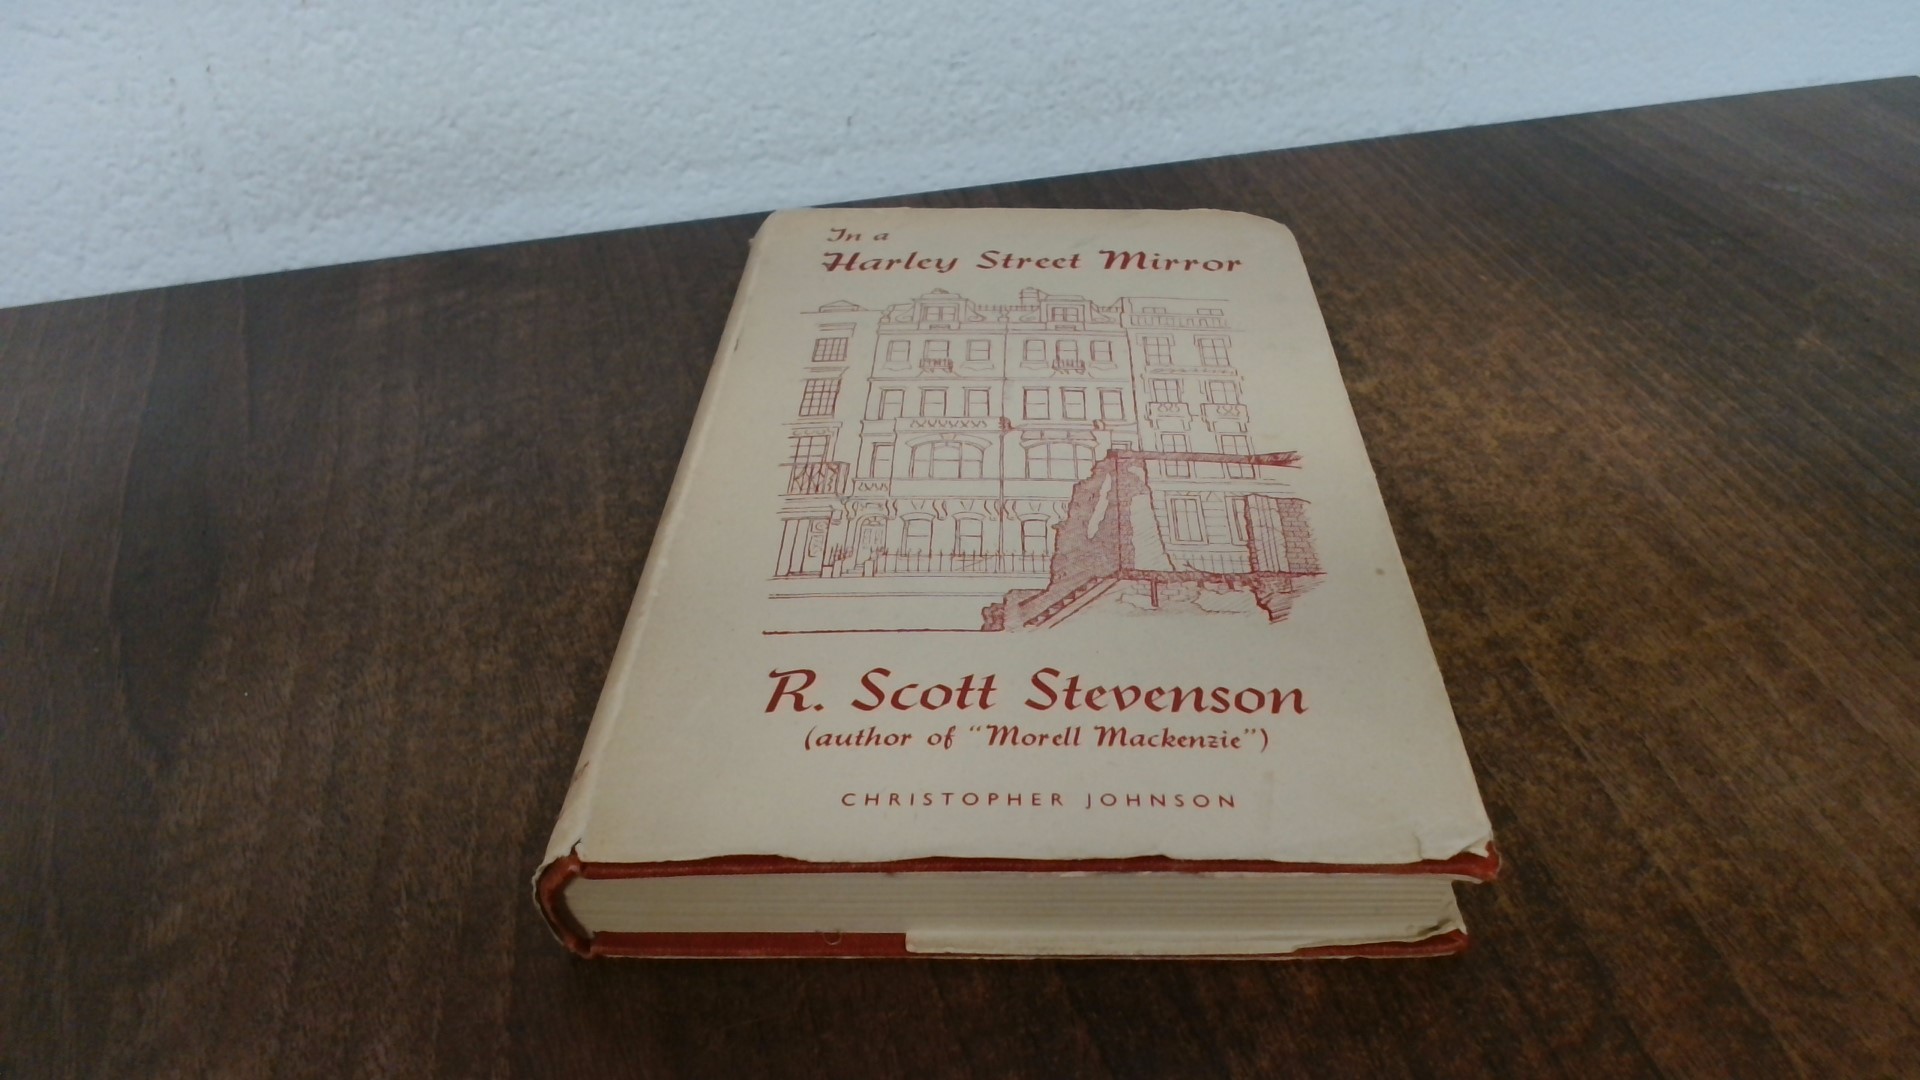 In a
Harley Street Mirror
R. Scott Stevenson
(author of "Morell Mackenzie")
CHRISTOPHER JOHNSON